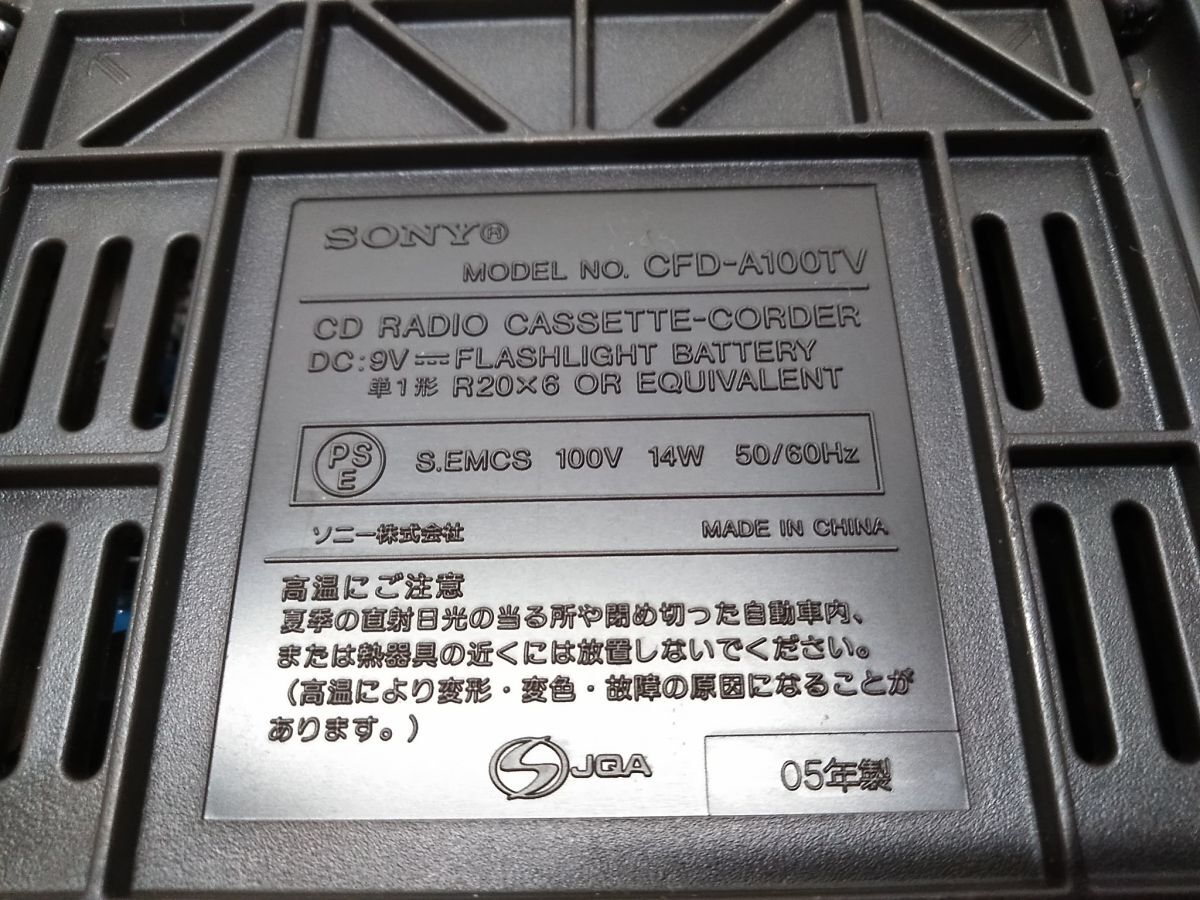 SONY®
MODEL NO. CFD-A100TV
CD RADIO CASSETTE-CORDER
DC:9V⎓FLASHLIGHT BATTERY
単1形 R20×6 OR EQUIVALENT
PSE S.EMCS 100V 14W 50/60Hz
ソニー株式会社 MADE IN CHINA
高温にご注意
夏季の直射日光の当る所や閉め切った自動車内、
または熱器具の近くには放置しないでください。
(高温により変形・変色・故障の原因になることが
あります。)
S JQA 05年製